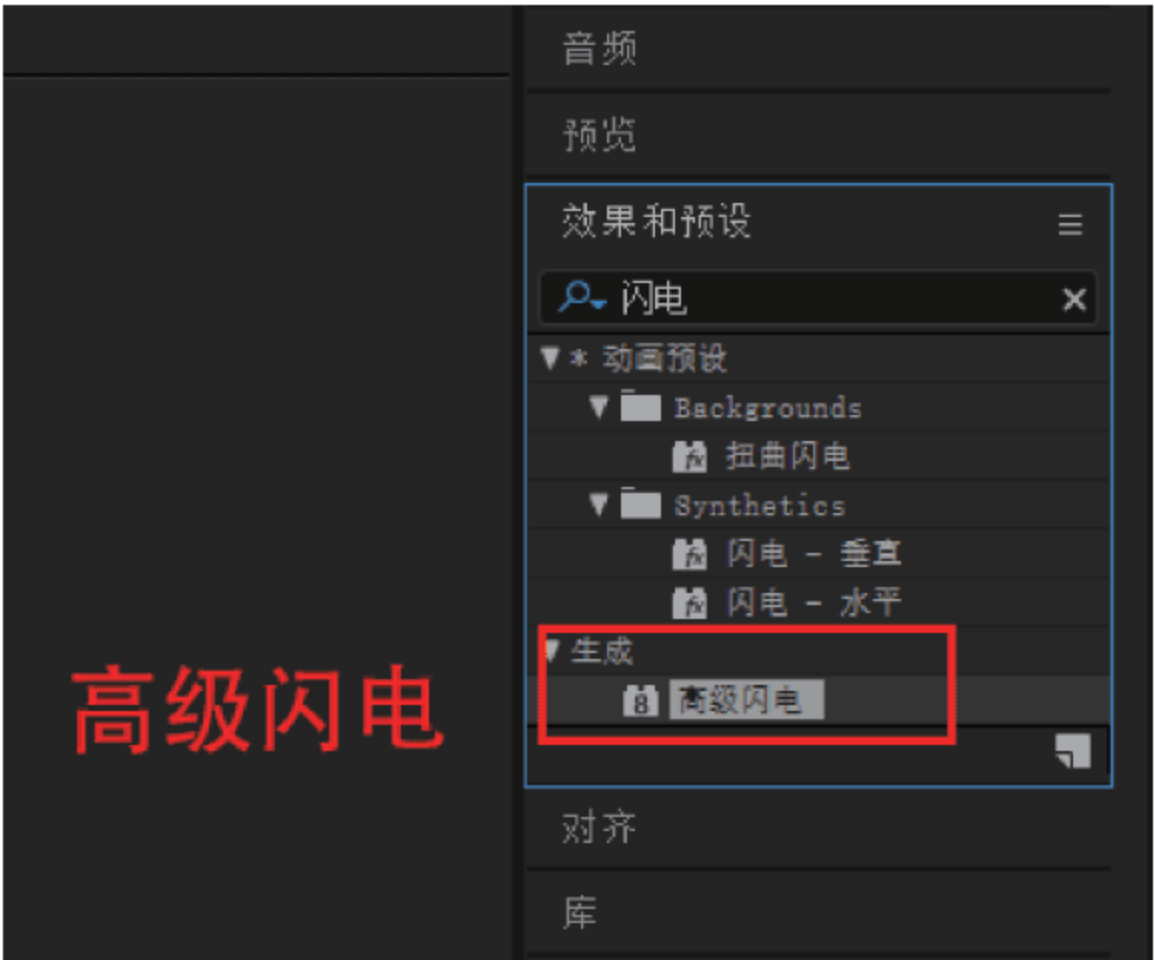 音频
预览
效果和预设
闪电
* 动画预设
Backgrounds
扭曲闪电
Synthetics
闪电 - 垂直
闪电 - 水平
生成
高级闪电
高级闪电
对齐
库